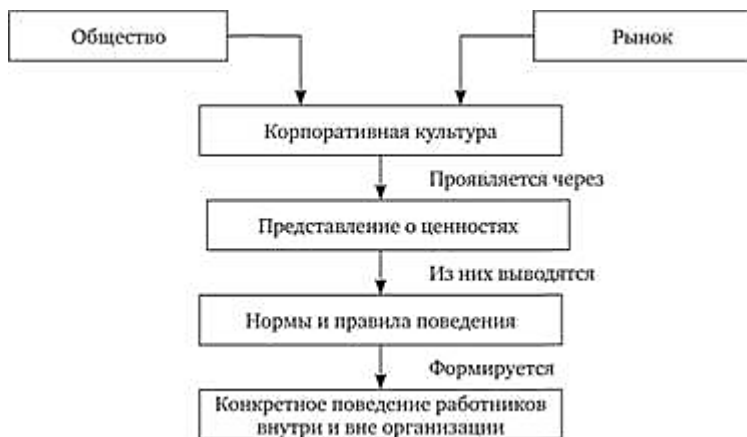 Общество
Рынок
Корпоративная культура
Проявляется через
Представление о ценностях
Из них выводятся
Нормы и правила поведения
Формируется
Конкретное поведение работников
внутри и вне организации